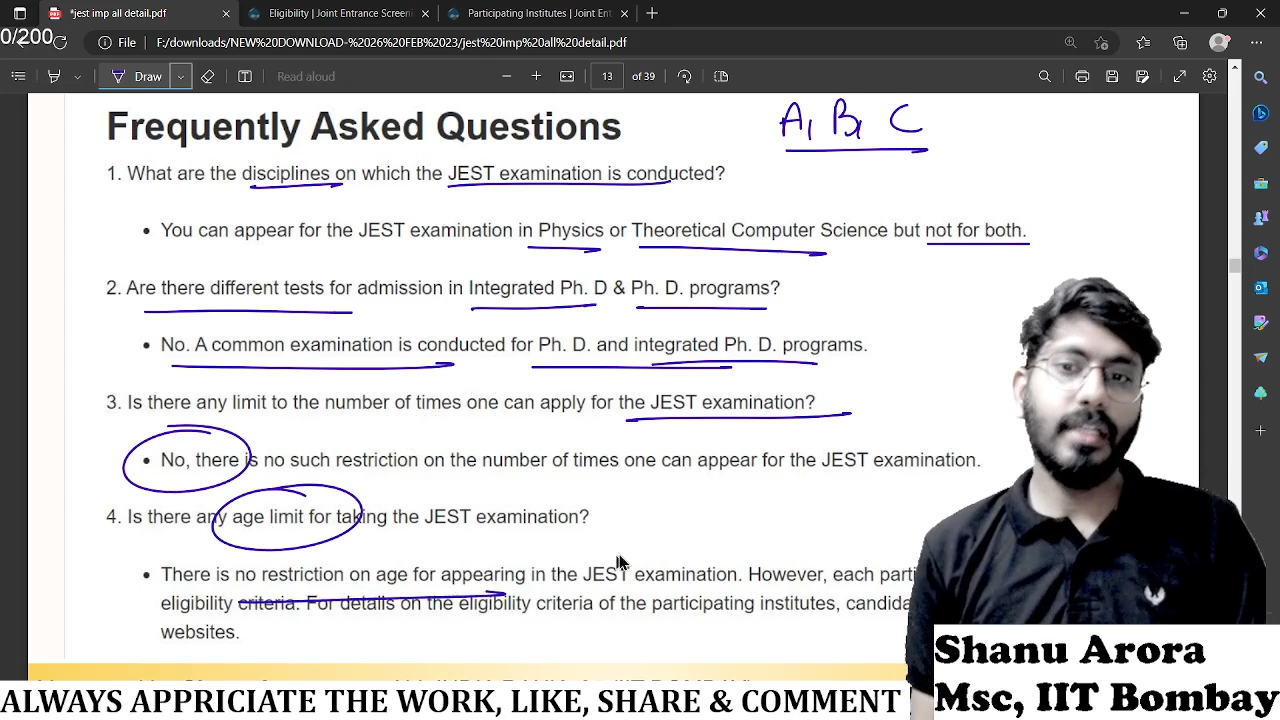 *jest imp all detail.pdf
Eligibility | Joint Entrance Screeni
Participating Institutes | Joint Ent
0/200
File
F:/downloads/NEW%20DOWNLOAD-%2026%20FEB%2023/jest%20imp%20all%20detail.pdf
Draw
Read aloud
13 of 39
Frequently Asked Questions
A, B, C
1. What are the disciplines on which the JEST examination is conducted?
• You can appear for the JEST examination in Physics or Theoretical Computer Science but not for both.
2. Are there different tests for admission in Integrated Ph. D & Ph. D. programs?
• No. A common examination is conducted for Ph. D. and integrated Ph. D. programs.
3. Is there any limit to the number of times one can apply for the JEST examination?
• No, there is no such restriction on the number of times one can appear for the JEST examination.
4. Is there any age limit for taking the JEST examination?
• There is no restriction on age for appearing in the JEST examination. However, each parti
eligibility criteria. For details on the eligibility criteria of the participating institutes, candida
websites.
Shanu Arora
Msc, IIT Bombay
ALWAYS APPRICIATE THE WORK, LIKE, SHARE & COMMENT